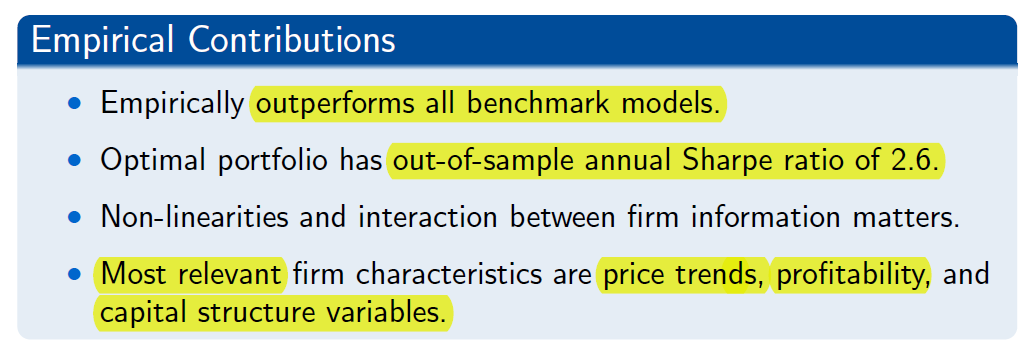 Empirical Contributions
• Empirically outperforms all benchmark models.
• Optimal portfolio has out-of-sample annual Sharpe ratio of 2.6.
• Non-linearities and interaction between firm information matters.
• Most relevant firm characteristics are price trends, profitability, and
capital structure variables.